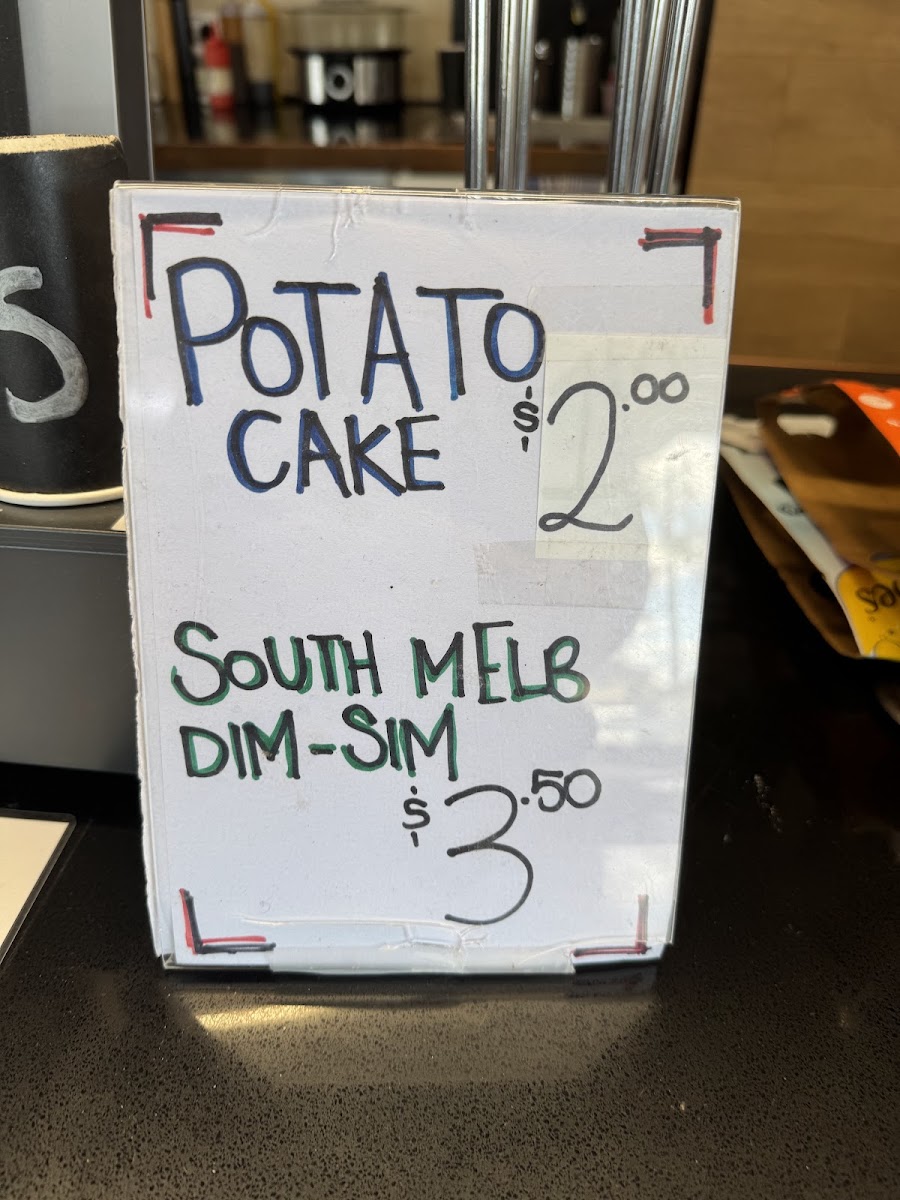 POTATO
CAKE $2.00
SOUTH MELB
DIM-SIM
$3.50
S